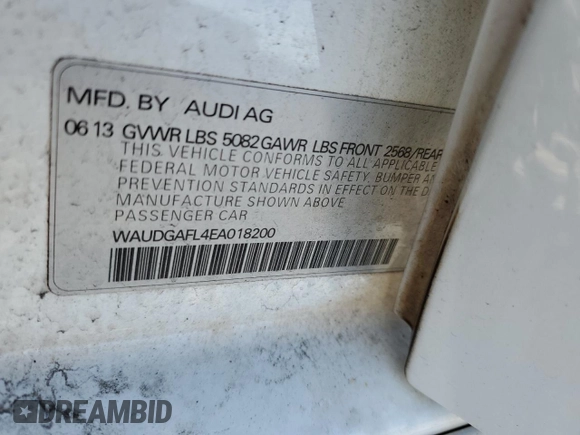 MFD. BY AUDI AG
06 13 GVWR LBS 5082 GAWR LBS FRONT 2568 / REAR
THIS VEHICLE CONFORMS TO ALL APPLICABLE
FEDERAL MOTOR VEHICLE SAFETY, BUMPER AN
PREVENTION STANDARDS IN EFFECT ON THE D
MANUFACTURE SHOWN ABOVE
PASSENGER CAR
WAUDGAFL4EA018200
DREAMBID